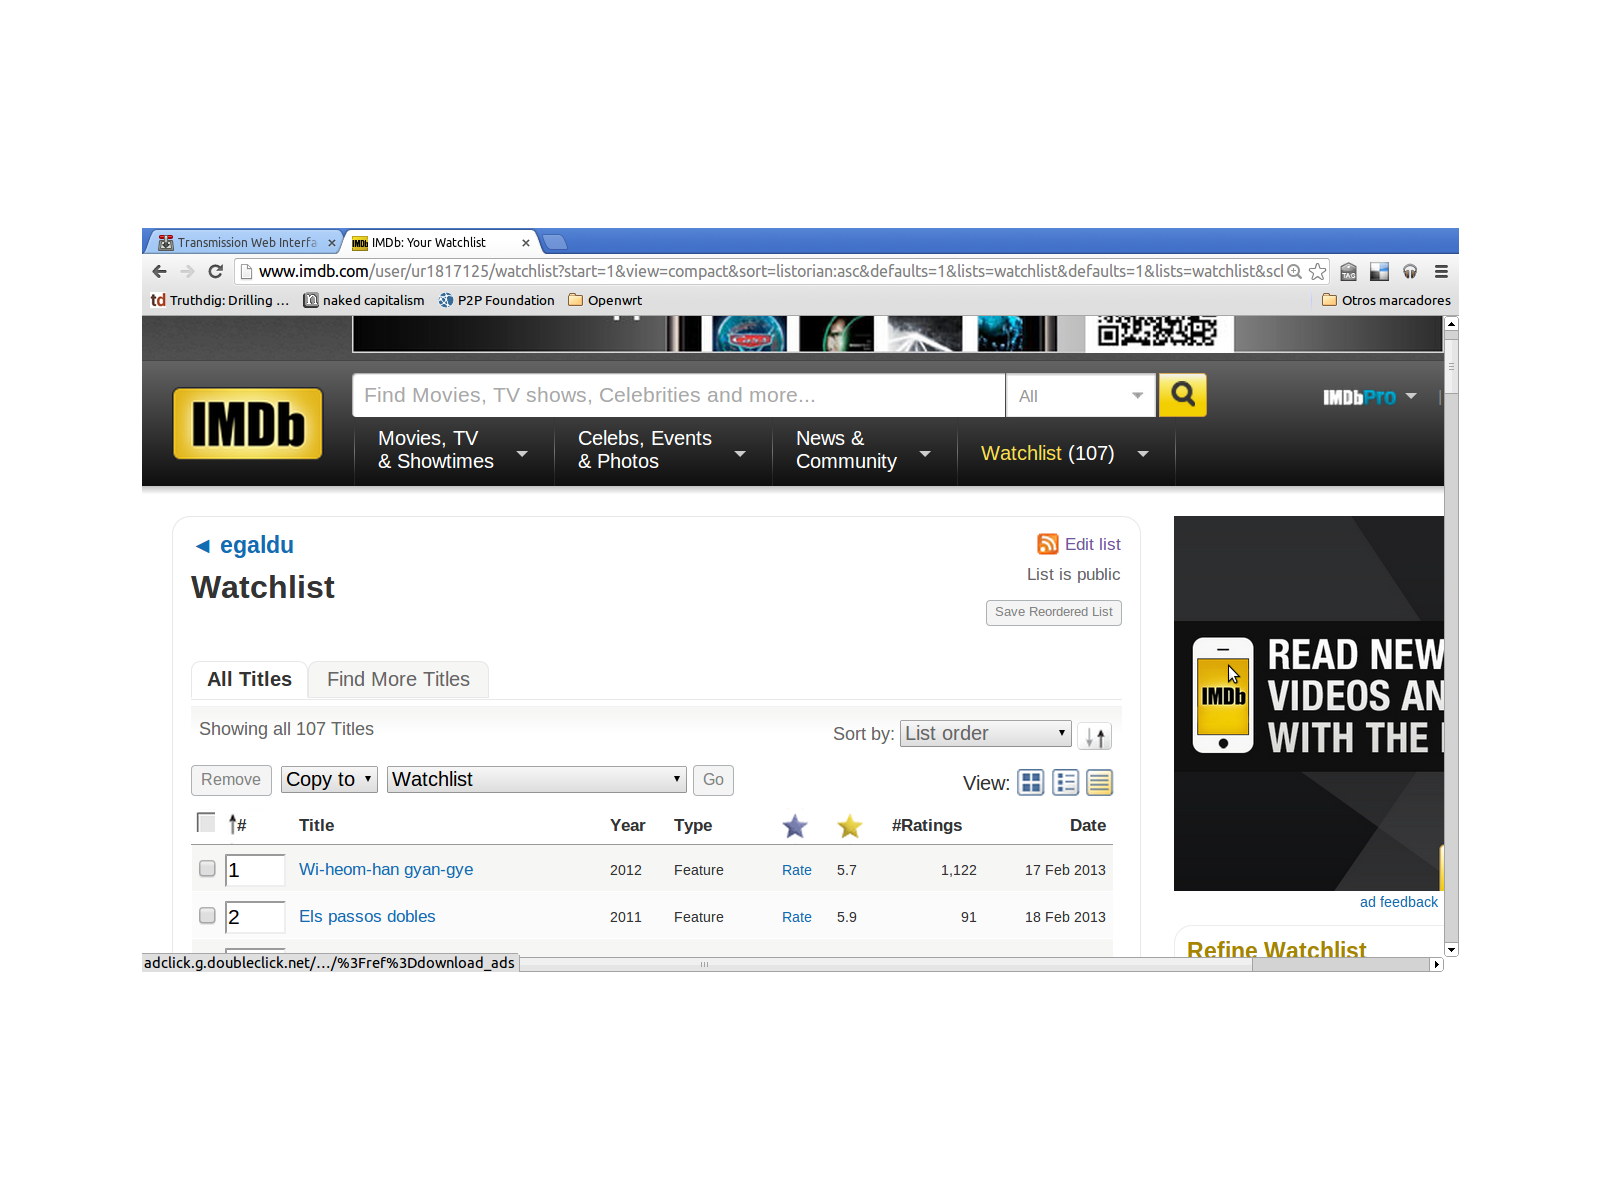 Transmission Web Interfa
IMDb: Your Watchlist
www.imdb.com/user/ur1817125/watchlist?start=1&view=compact&sort=listorian:asc&defaults=1&lists=watchlist&defaults=1&lists=watchlist&scl
td Truthdig: Drilling ... naked capitalism P2P Foundation Openwrt Otros marcadores
IMDb
Find Movies, TV shows, Celebrities and more...
All
IMDbPro
Movies, TV
& Showtimes
Celebs, Events
& Photos
News &
Community
Watchlist (107)
◄ egaldu
Edit list
Watchlist
List is public
Save Reordered List
All Titles
Find More Titles
Showing all 107 Titles
Sort by: List order
Remove Copy to Watchlist Go
View:
# Title Year Type #Ratings Date
1 Wi-heom-han gyan-gye 2012 Feature Rate 5.7 1,122 17 Feb 2013
2 Els passos dobles 2011 Feature Rate 5.9 91 18 Feb 2013
IMDb
READ NEW
VIDEOS AN
WITH THE
ad feedback
Refine Watchlist
adclick.g.doubleclick.net/.../%3Fref%3Ddownload_ads